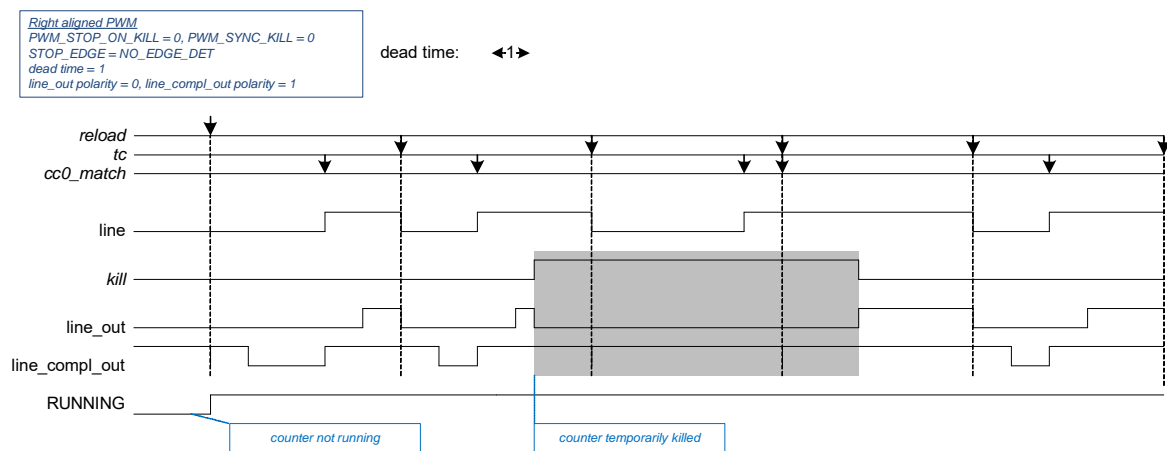 Right aligned PWM
PWM_STOP_ON_KILL = 0, PWM_SYNC_KILL = 0
STOP_EDGE = NO_EDGE_DET
dead time = 1
line_out polarity = 0, line_compl_out polarity = 1
dead time:
1
reload
tc
cc0_match
line
kill
line_out
line_compl_out
RUNNING
counter not running
counter temporarily killed